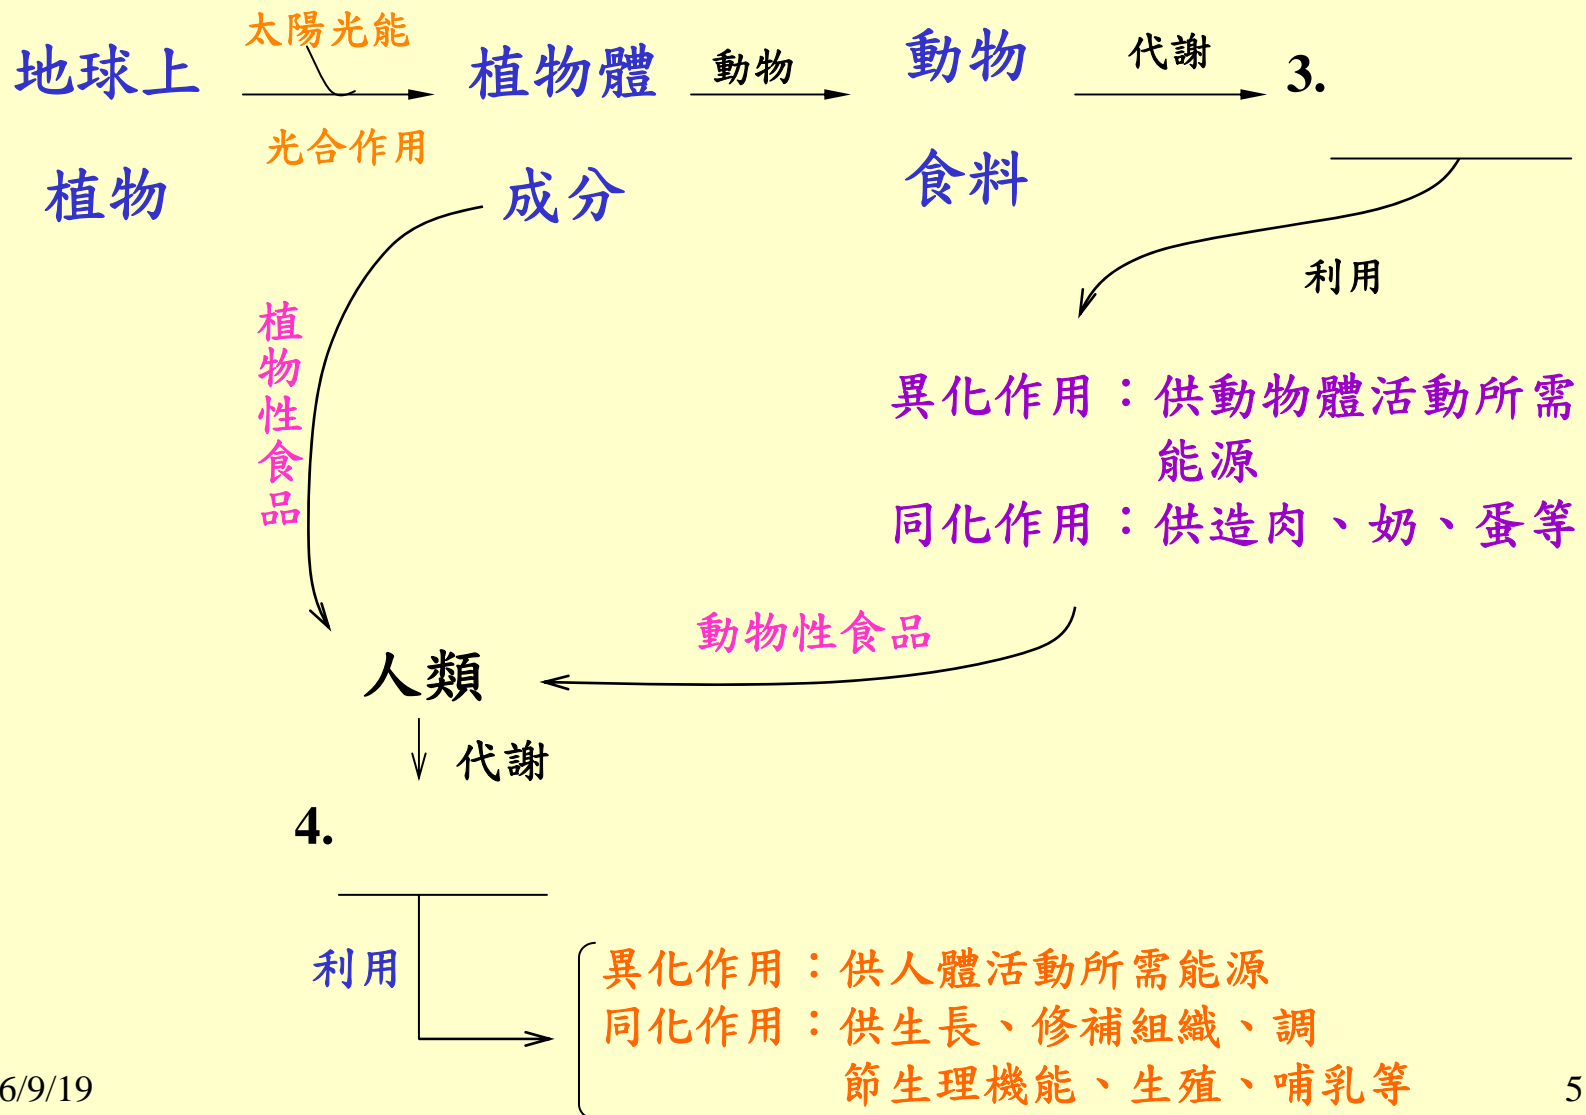 地球上
植物
太陽光能
光合作用
植物體
成分
動物
動物
食料
代謝
3.
利用
異化作用：供動物體活動所需
能源
同化作用：供造肉、奶、蛋等
植物性食品
動物性食品
人類
代謝
4.
利用
異化作用：供人體活動所需能源
同化作用：供生長、修補組織、調
節生理機能、生殖、哺乳等
6/9/19
5